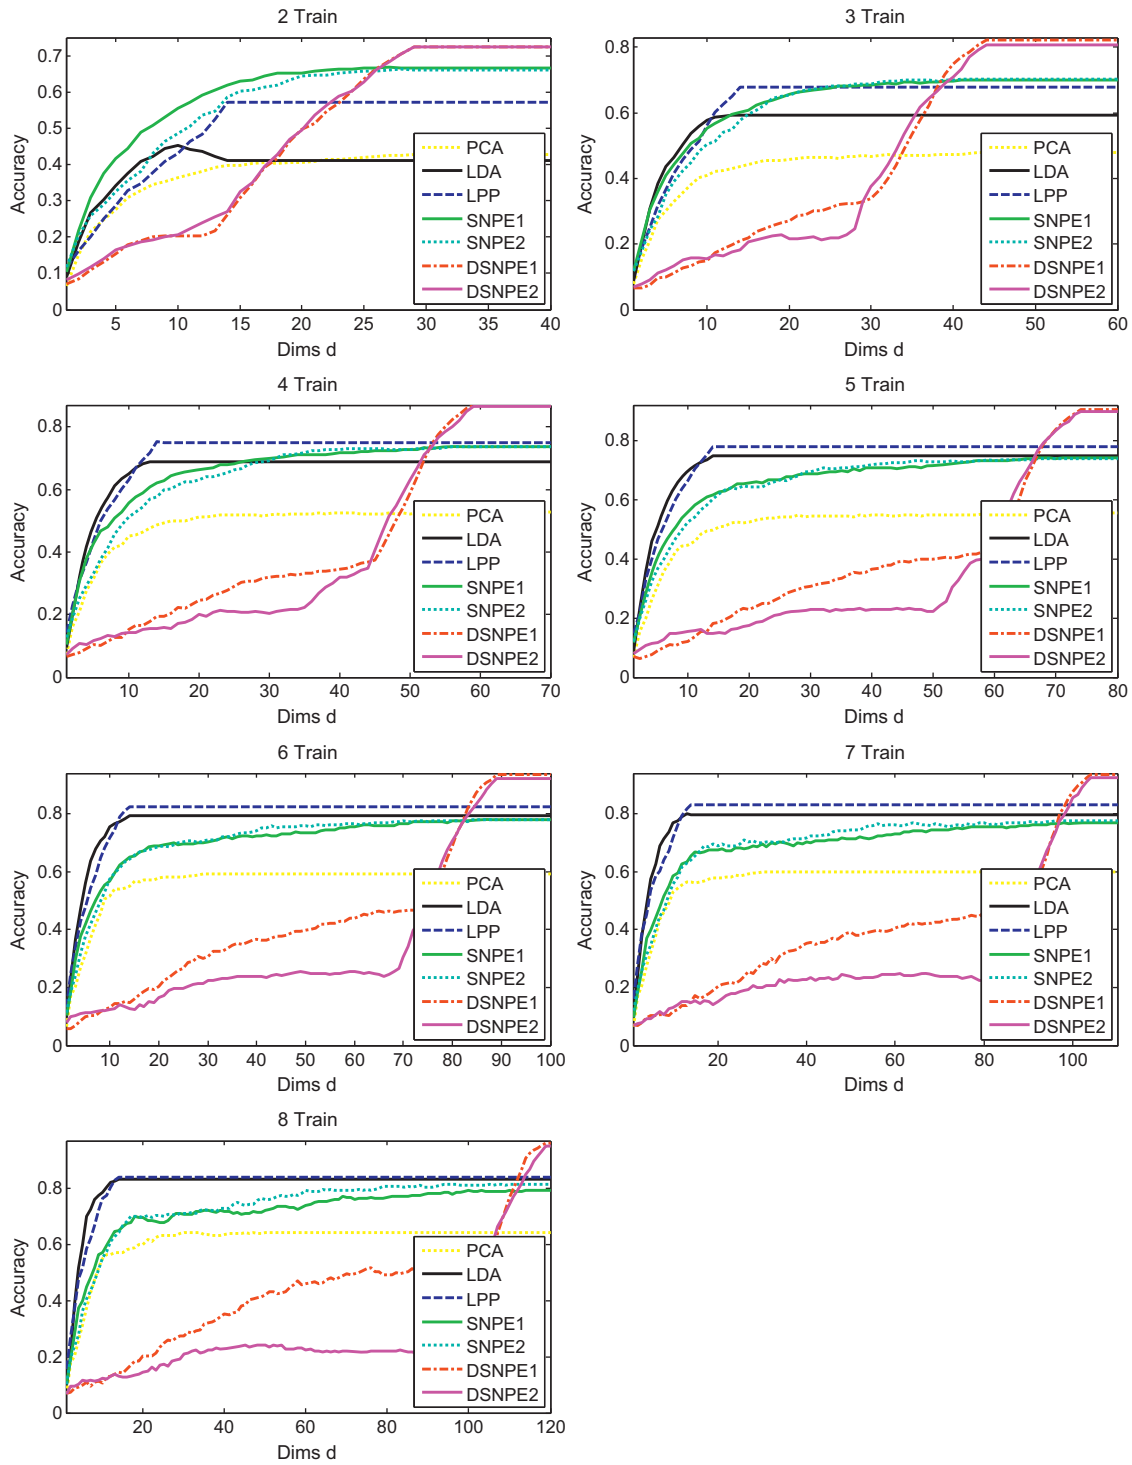 2 Train
Accuracy
0.7
0.6
0.5
0.4
0.3
0.2
0.1
0
5 10 15 20 25 30 35 40
Dims d
PCA
LDA
LPP
SNPE1
SNPE2
DSNPE1
DSNPE2
3 Train
Accuracy
0.8
0.6
0.4
0.2
0
10 20 30 40 50 60
Dims d
PCA
LDA
LPP
SNPE1
SNPE2
DSNPE1
DSNPE2
4 Train
Accuracy
0.8
0.6
0.4
0.2
0
10 20 30 40 50 60 70
Dims d
PCA
LDA
LPP
SNPE1
SNPE2
DSNPE1
DSNPE2
5 Train
Accuracy
0.8
0.6
0.4
0.2
0
10 20 30 40 50 60 70 80
Dims d
PCA
LDA
LPP
SNPE1
SNPE2
DSNPE1
DSNPE2
6 Train
Accuracy
0.8
0.6
0.4
0.2
0
10 20 30 40 50 60 70 80 90 100
Dims d
PCA
LDA
LPP
SNPE1
SNPE2
DSNPE1
DSNPE2
7 Train
Accuracy
0.8
0.6
0.4
0.2
0
20 40 60 80 100
Dims d
PCA
LDA
LPP
SNPE1
SNPE2
DSNPE1
DSNPE2
8 Train
Accuracy
0.8
0.6
0.4
0.2
0
20 40 60 80 100 120
Dims d
PCA
LDA
LPP
SNPE1
SNPE2
DSNPE1
DSNPE2